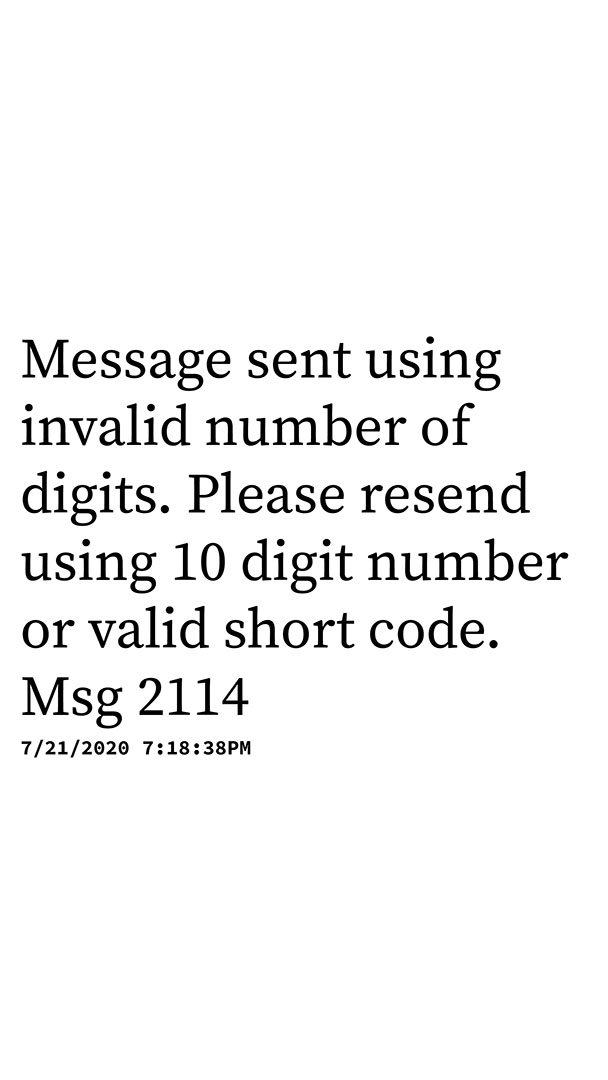 Message sent using
invalid number of
digits. Please resend
using 10 digit number
or valid short code.
Msg 2114
7/21/2020 7:18:38PM